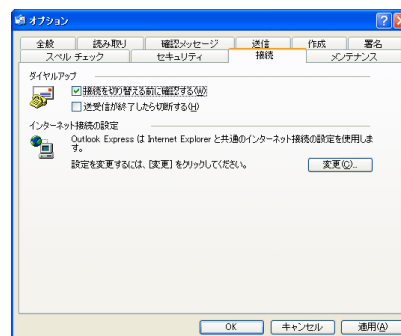 オプション
全般 読み取り 確認メッセージ 送信 作成 署名
スペル チェック セキュリティ 接続 メンテナンス
ダイヤルアップ
接続を切り替える前に確認する(W)
送受信が終了したら切断する(H)
インターネット接続の設定
Outlook Express は Internet Explorer と共通のインターネット接続の設定を使用しま
す。
設定を変更するには、[変更] をクリックしてください。 変更(C)...
OK キャンセル 適用(A)